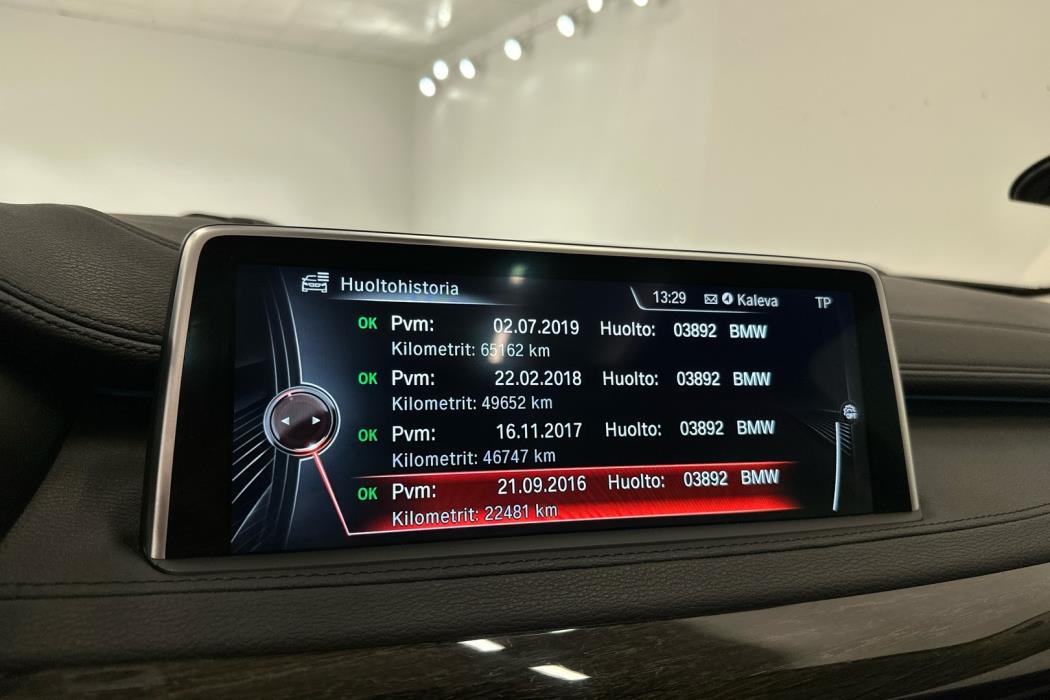 Huoltohistoria
13:29 Kaleva TP
OK Pvm: 02.07.2019 Huolto: 03892 BMW
Kilometrit: 65162 km
OK Pvm: 22.02.2018 Huolto: 03892 BMW
Kilometrit: 49652 km
OK Pvm: 16.11.2017 Huolto: 03892 BMW
Kilometrit: 46747 km
OK Pvm: 21.09.2016 Huolto: 03892 BMW
Kilometrit: 22481 km